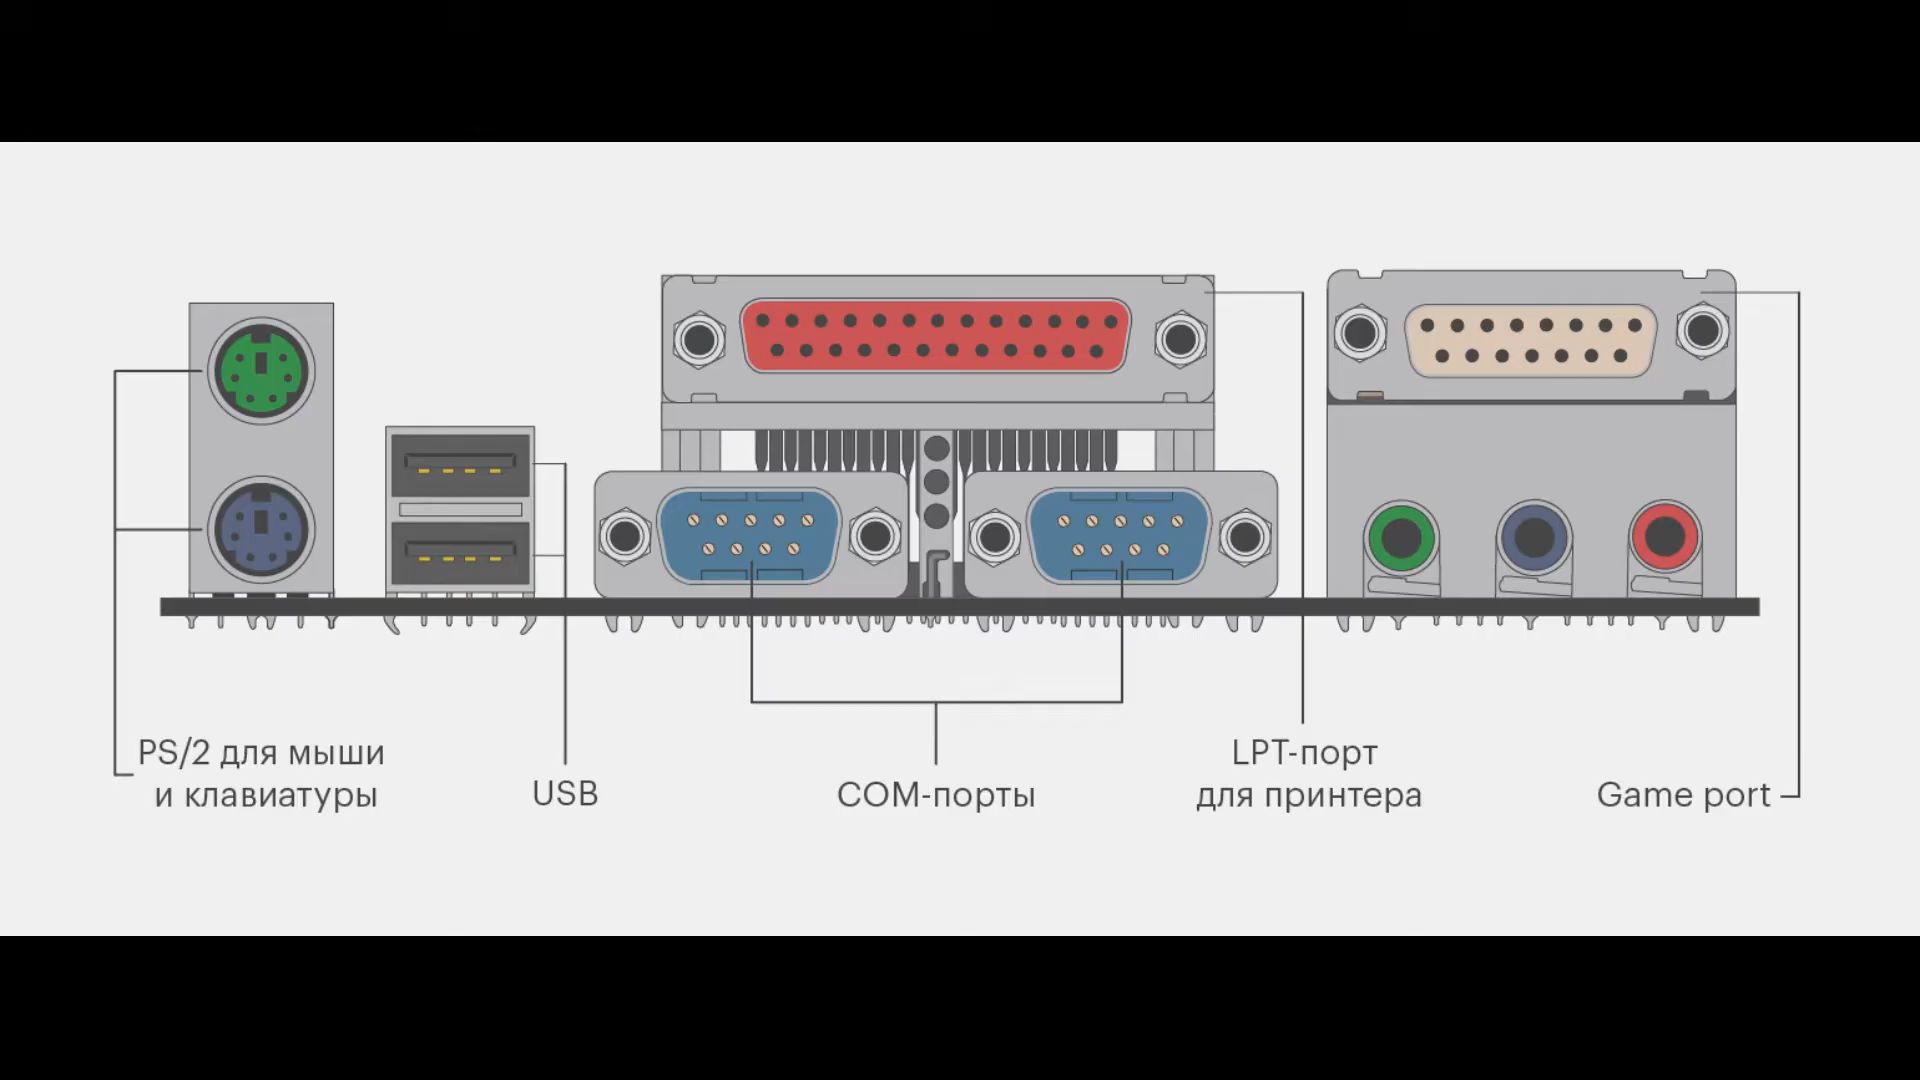 PS/2 для мыши
и клавиатуры
USB
COM-порты
LPT-порт
для принтера
Game port